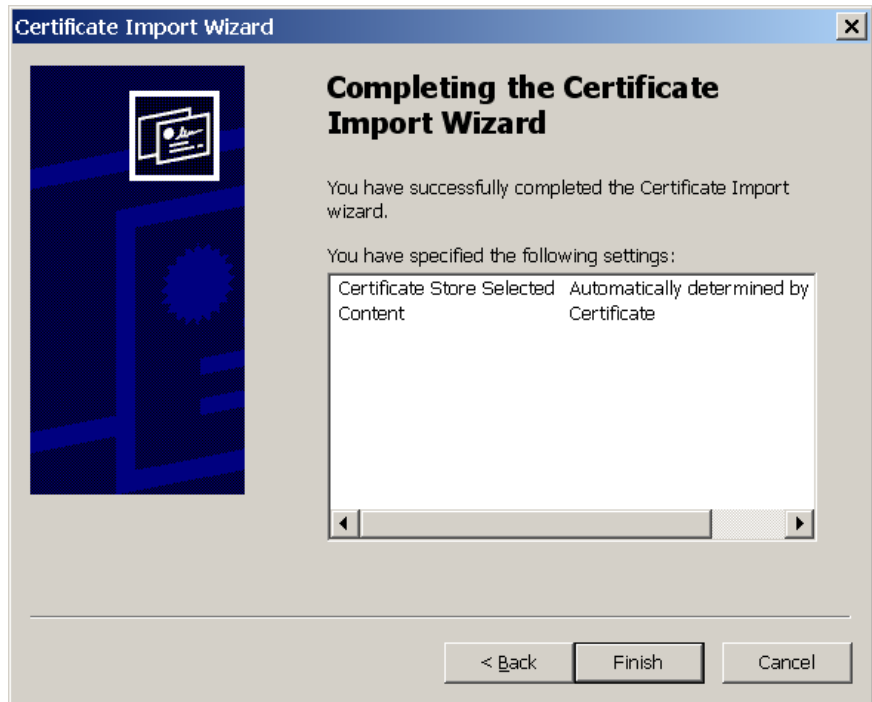 Certificate Import Wizard
Completing the Certificate
Import Wizard
You have successfully completed the Certificate Import
wizard.
You have specified the following settings:
Certificate Store Selected Automatically determined by
Content Certificate
< Back Finish Cancel